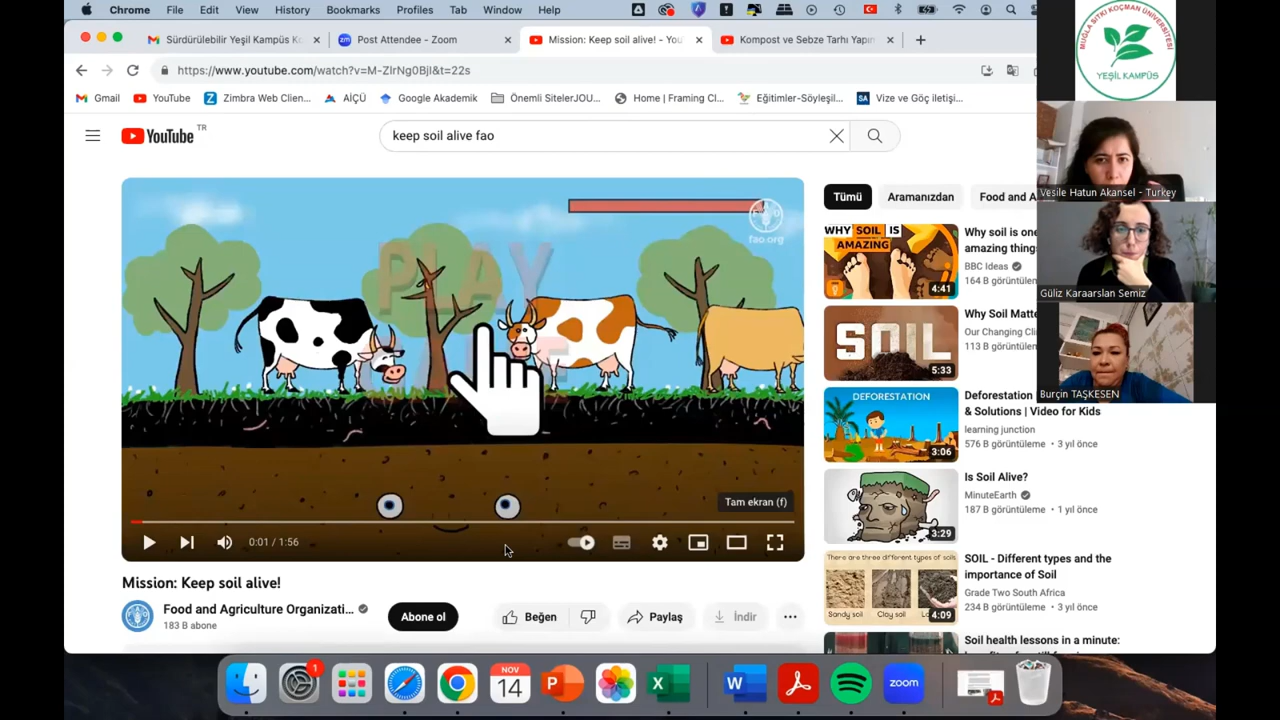 Chrome File Edit View History Bookmarks Profiles Tab Window Help
Sürdürülebilir Yeşil Kampüs Ko
Post Attendee - Zoom
Mission: Keep soil alive! - You
Kompost ve Sebze Tarhı Yapım
https://www.youtube.com/watch?v=M-ZIrNg0BjI&t=22s
Gmail
YouTube
Zimbra Web Clien...
AİÇÜ
Google Akademik
Önemli SitelerJOU...
Home | Framing Cl...
Eğitimler-Söyleşil...
Vize ve Göç iletişi...
YouTube TR
keep soil alive fao
PLAY
fao.org
Tam ekran (f)
0:01 / 1:56
Mission: Keep soil alive!
Food and Agriculture Organizati...
183 B abone
Abone ol
Beğen
Paylaş
İndir
Tümü
Aramanızdan
Food and A
WHY SOIL IS
AMAZING
4:41
Why soil is one
amazing thing
BBC Ideas
164 B görüntüleme
SOIL
5:33
Why Soil Matte
Our Changing Cli
113 B görüntüleme
DEFORESTATION
3:06
Deforestation
& Solutions | Video for Kids
learning junction
576 B görüntüleme • 3 yıl önce
3:29
Is Soil Alive?
MinuteEarth
187 B görüntüleme • 1 yıl önce
There are three different types of soils
Sandy soil
Clay soil
4:09
SOIL - Different types and the
importance of Soil
Grade Two South Africa
234 B görüntüleme • 3 yıl önce
Soil health lessons in a minute:
MUĞLA SITKI KOÇMAN ÜNİVERSİTESİ
YEŞİL KAMPÜS
Vesile Hatun Akansel - Turkey
Güliz Karaarslan Semiz
Burçin TAŞKESEN
1
NOV
14
zoom